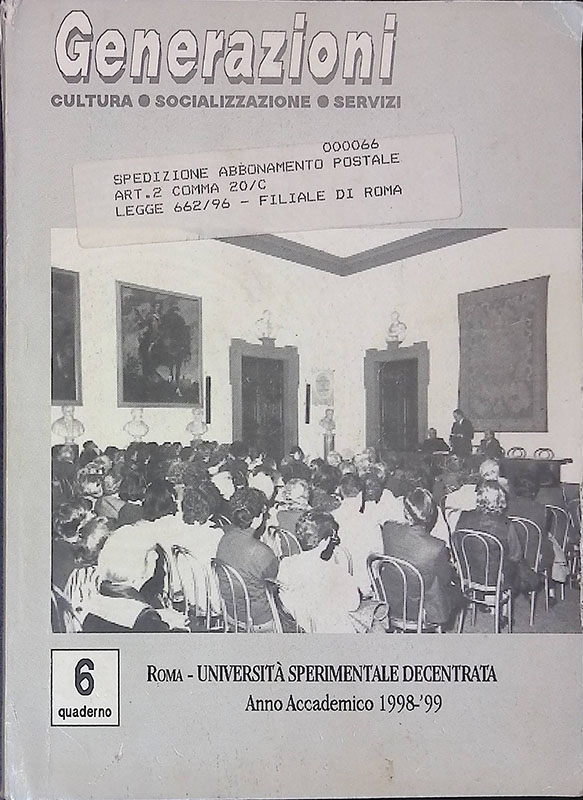 Generazioni
CULTURA ● SOCIALIZZAZIONE ● SERVIZI
000066
SPEDIZIONE ABBONAMENTO POSTALE
ART.2 COMMA 20/C
LEGGE 662/96 - FILIALE DI ROMA
6
quaderno
ROMA - UNIVERSITÀ SPERIMENTALE DECENTRATA
Anno Accademico 1998-'99